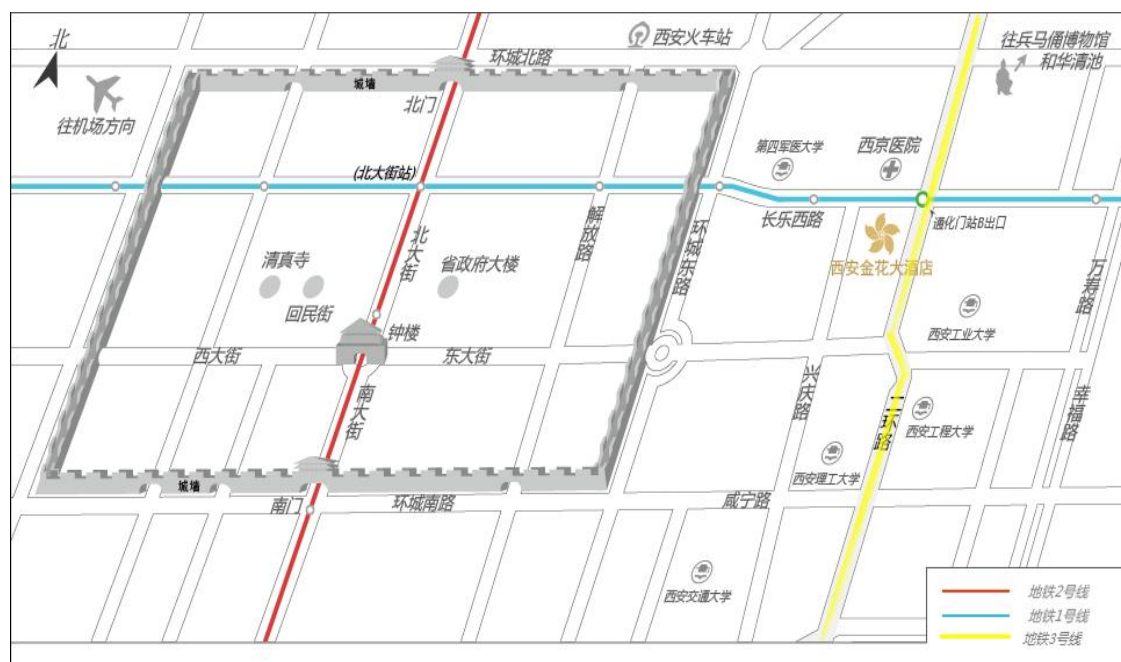 北
往机场方向
城墙
北门
环城北路
西安火车站
往兵马俑博物馆
和华清池
(北大街站)
第四军医大学
西京医院
解放路
环城东路
长乐西路
通化门站B出口
西安金花大酒店
北大街
清真寺
回民街
省政府大楼
钟楼
西大街
东大街
南大街
万寿路
西安工业大学
兴庆路
二环路
幸福路
西安工程大学
西安理工大学
城墙
南门
环城南路
咸宁路
西安交通大学
地铁2号线
地铁1号线
地铁3号线